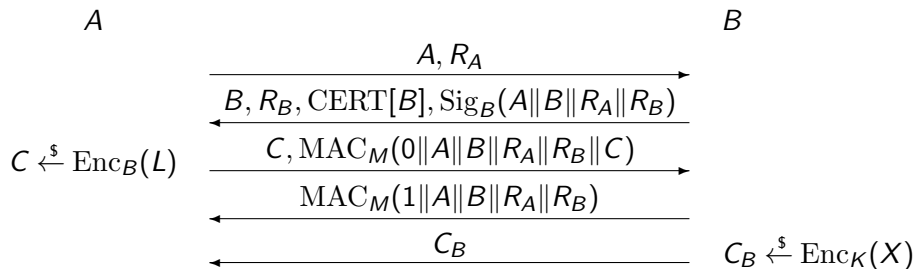 A B
A, R_A
B, R_B, CERT[B], Sig_B(A‖B‖R_A‖R_B)
C ←$ Enc_B(L) C, MAC_M(0‖A‖B‖R_A‖R_B‖C)
MAC_M(1‖A‖B‖R_A‖R_B)
C_B C_B ←$ Enc_K(X)